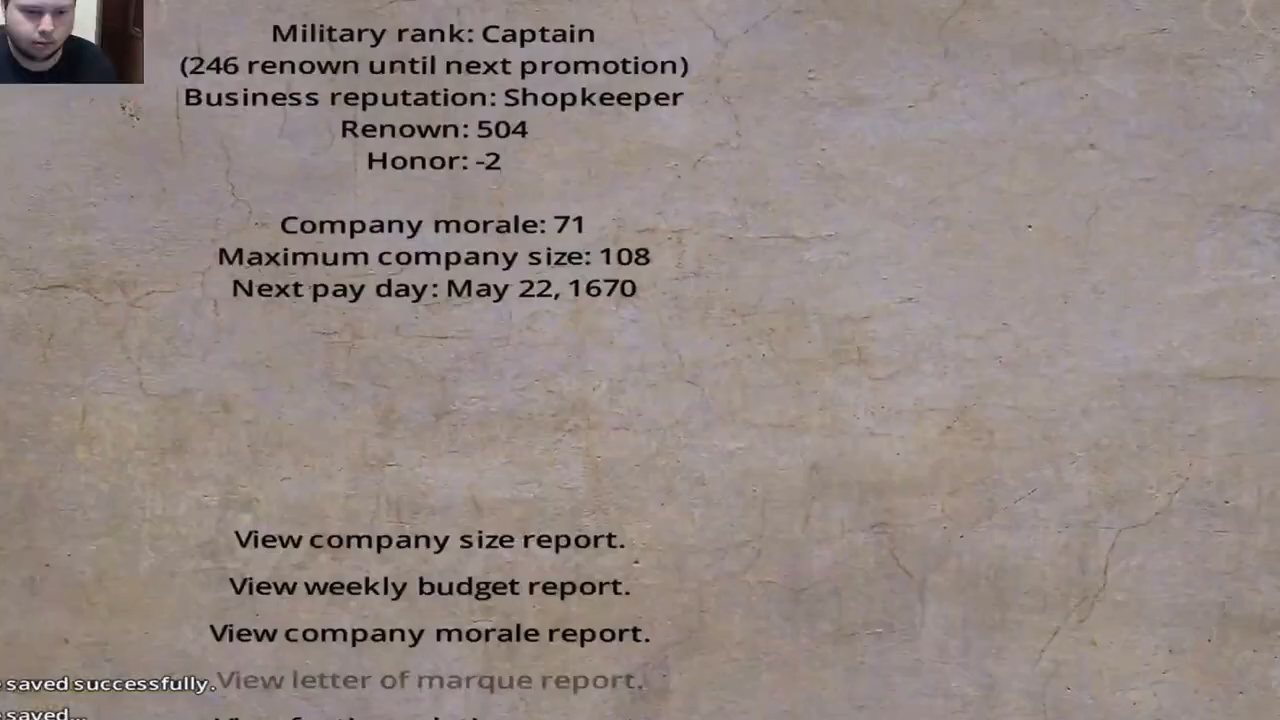 Military rank: Captain
(246 renown until next promotion)
Business reputation: Shopkeeper
Renown: 504
Honor: -2
Company morale: 71
Maximum company size: 108
Next pay day: May 22, 1670
View company size report.
View weekly budget report.
View company morale report.
View letter of marque report.
saved successfully.
saved...